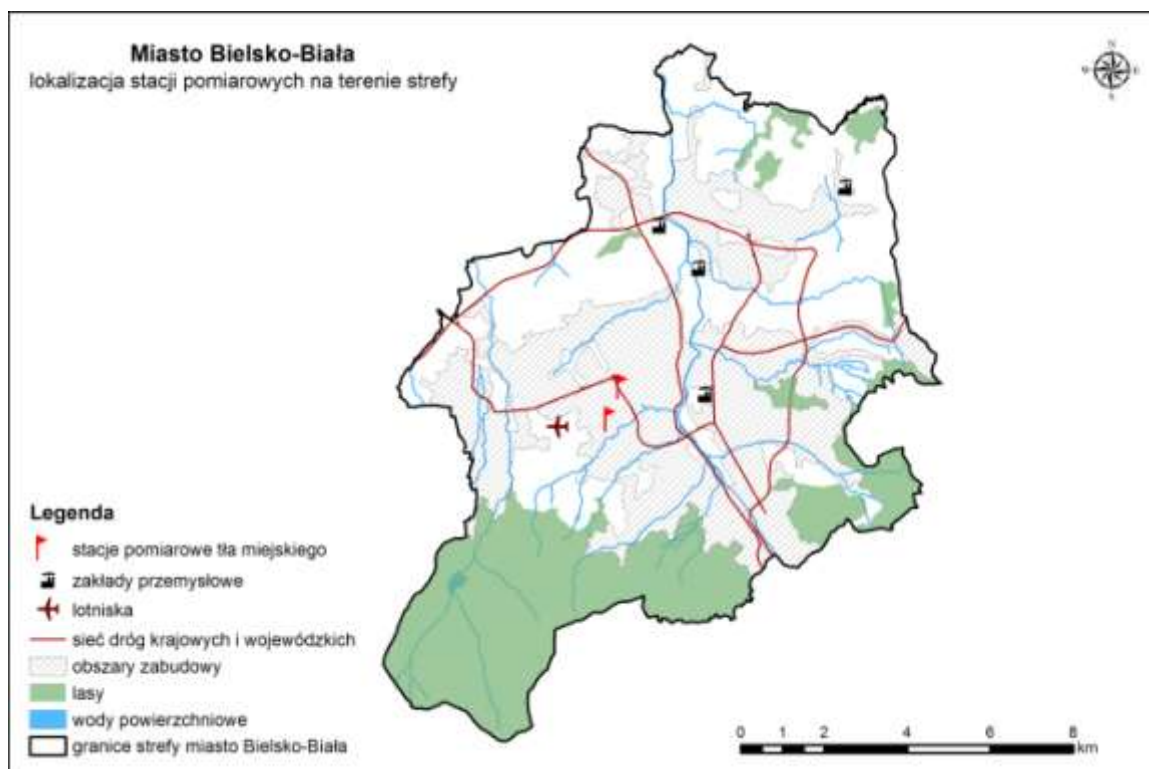 Miasto Bielsko-Biała
lokalizacja stacji pomiarowych na terenie strefy
N
W E
S
Legenda
stacje pomiarowe tła miejskiego
zakłady przemysłowe
lotniska
sieć dróg krajowych i wojewódzkich
obszary zabudowy
lasy
wody powierzchniowe
granice strefy miasto Bielsko-Biała
0 1 2 4 6 8
km